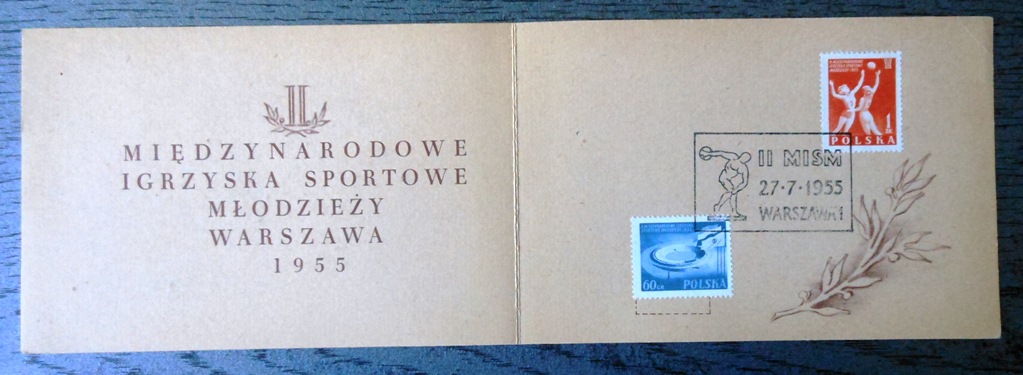 II
MIĘDZYNARODOWE
IGRZYSKA SPORTOWE
MŁODZIEŻY
WARSZAWA
1955
1
POLSKA
II MISM
27·7·1955
WARSZAWA 1
60 GR
POLSKA